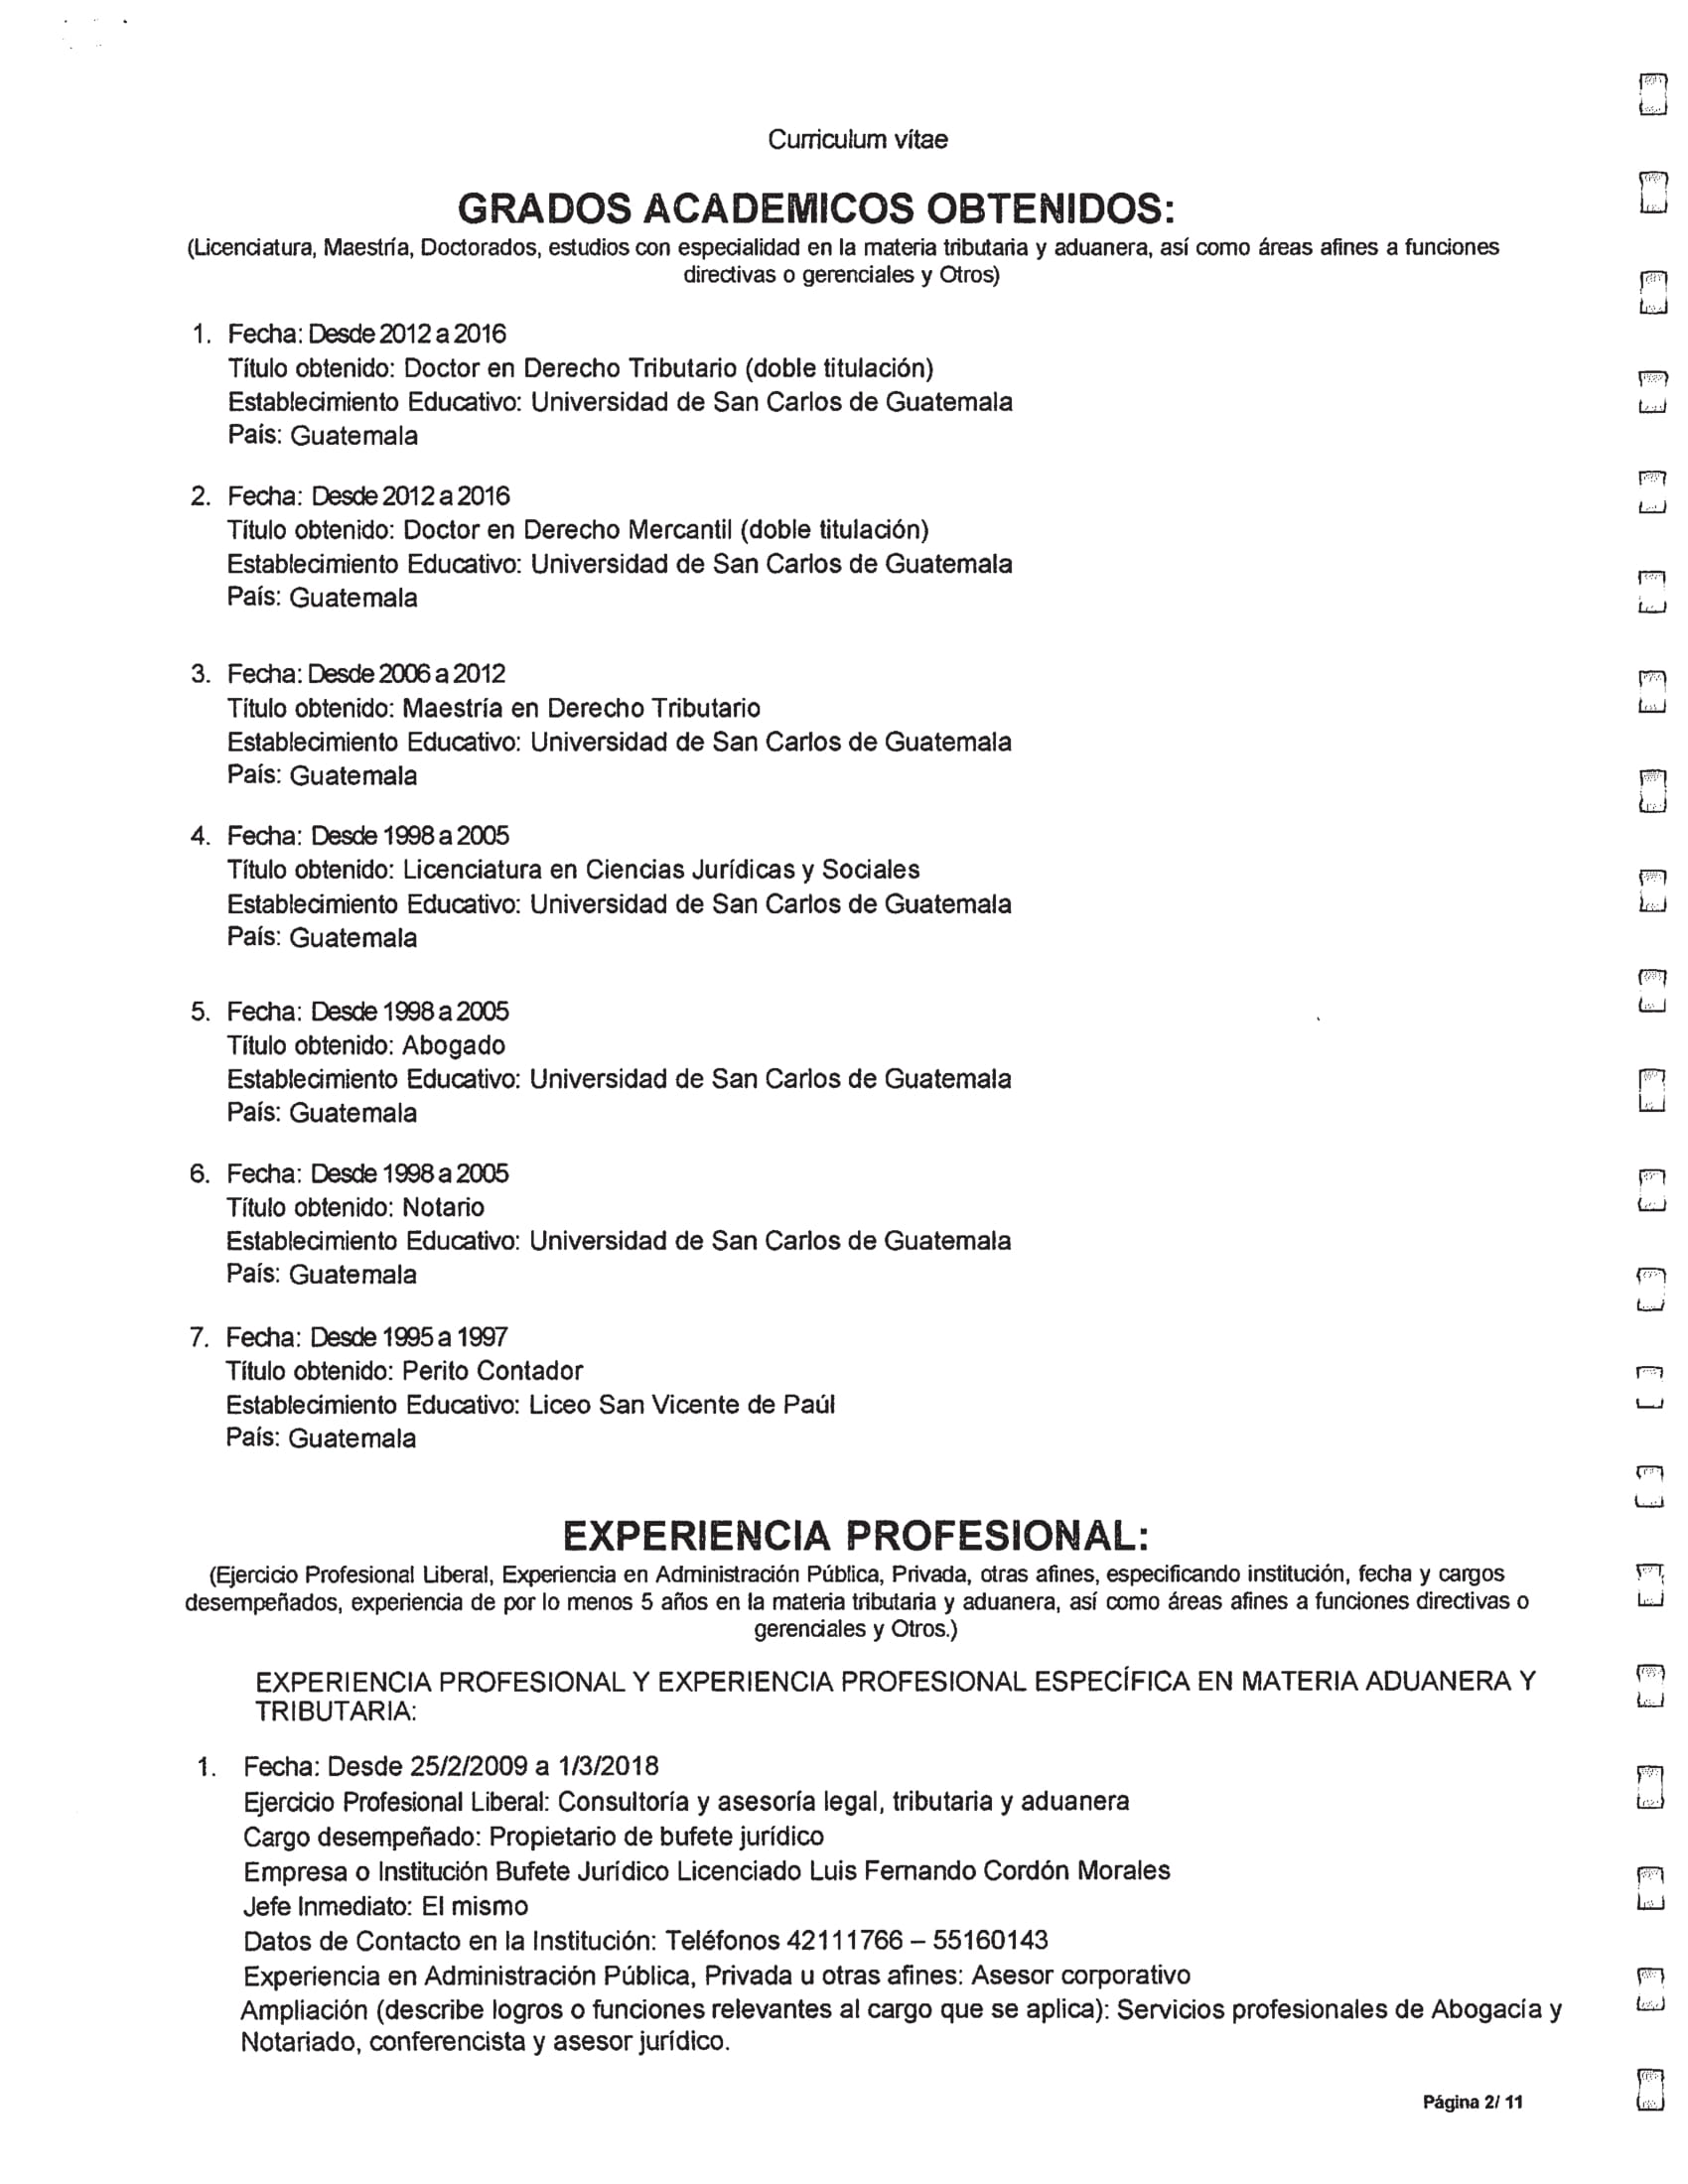 Curriculum vítae
GRADOS ACADEMICOS OBTENIDOS:
(Licenciatura, Maestría, Doctorados, estudios con especialidad en la materia tributaria y aduanera, así como áreas afines a funciones
directivas o gerenciales y Otros)
1. Fecha: Desde 2012 a 2016
Título obtenido: Doctor en Derecho Tributario (doble titulación)
Establecimiento Educativo: Universidad de San Carlos de Guatemala
País: Guatemala
2. Fecha: Desde 2012 a 2016
Título obtenido: Doctor en Derecho Mercantil (doble titulación)
Establecimiento Educativo: Universidad de San Carlos de Guatemala
País: Guatemala
3. Fecha: Desde 2006 a 2012
Título obtenido: Maestría en Derecho Tributario
Establecimiento Educativo: Universidad de San Carlos de Guatemala
País: Guatemala
4. Fecha: Desde 1998 a 2005
Título obtenido: Licenciatura en Ciencias Jurídicas y Sociales
Establecimiento Educativo: Universidad de San Carlos de Guatemala
País: Guatemala
5. Fecha: Desde 1998 a 2005
Título obtenido: Abogado
Establecimiento Educativo: Universidad de San Carlos de Guatemala
País: Guatemala
6. Fecha: Desde 1998 a 2005
Título obtenido: Notario
Establecimiento Educativo: Universidad de San Carlos de Guatemala
País: Guatemala
7. Fecha: Desde 1995 a 1997
Título obtenido: Perito Contador
Establecimiento Educativo: Liceo San Vicente de Paúl
País: Guatemala
EXPERIENCIA PROFESIONAL:
(Ejercicio Profesional Liberal, Experiencia en Administración Pública, Privada, otras afines, especificando institución, fecha y cargos
desempeñados, experiencia de por lo menos 5 años en la materia tributaria y aduanera, así como áreas afines a funciones directivas o
gerenciales y Otros.)
EXPERIENCIA PROFESIONAL Y EXPERIENCIA PROFESIONAL ESPECÍFICA EN MATERIA ADUANERA Y
TRIBUTARIA:
1. Fecha: Desde 25/2/2009 a 1/3/2018
Ejercicio Profesional Liberal: Consultoría y asesoría legal, tributaria y aduanera
Cargo desempeñado: Propietario de bufete jurídico
Empresa o Institución Bufete Jurídico Licenciado Luis Fernando Cordón Morales
Jefe Inmediato: El mismo
Datos de Contacto en la Institución: Teléfonos 42111766 – 55160143
Experiencia en Administración Pública, Privada u otras afines: Asesor corporativo
Ampliación (describe logros o funciones relevantes al cargo que se aplica): Servicios profesionales de Abogacía y
Notariado, conferencista y asesor jurídico.
Página 2/ 11